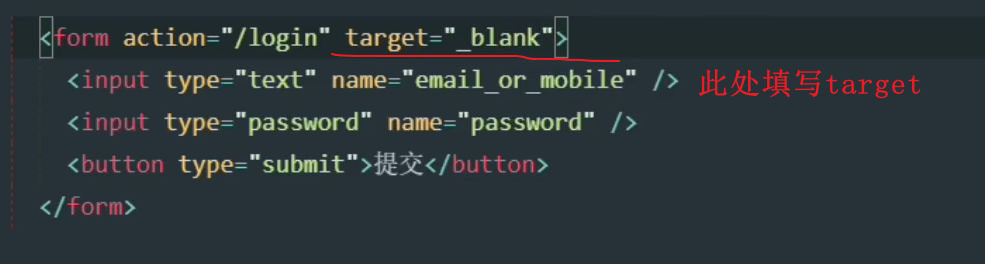 <form action="/login" target="_blank">
<input type="text" name="email_or_mobile" /> 此处填写target
<input type="password" name="password" />
<button type="submit">提交</button>
</form>